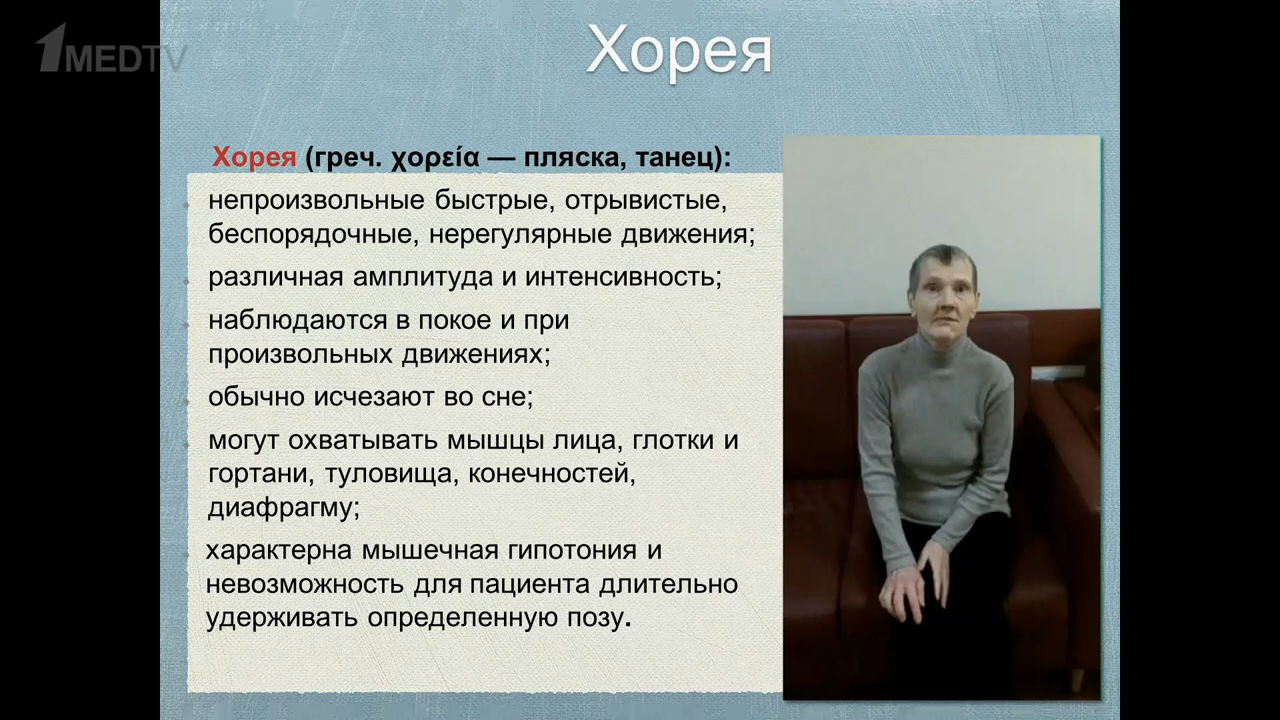 1MEDTV
Хорея
Хорея (греч. χορεία — пляска, танец):
непроизвольные быстрые, отрывистые,
беспорядочные, нерегулярные движения;
различная амплитуда и интенсивность;
наблюдаются в покое и при
произвольных движениях;
обычно исчезают во сне;
могут охватывать мышцы лица, глотки и
гортани, туловища, конечностей,
диафрагму;
характерна мышечная гипотония и
невозможность для пациента длительно
удерживать определенную позу.